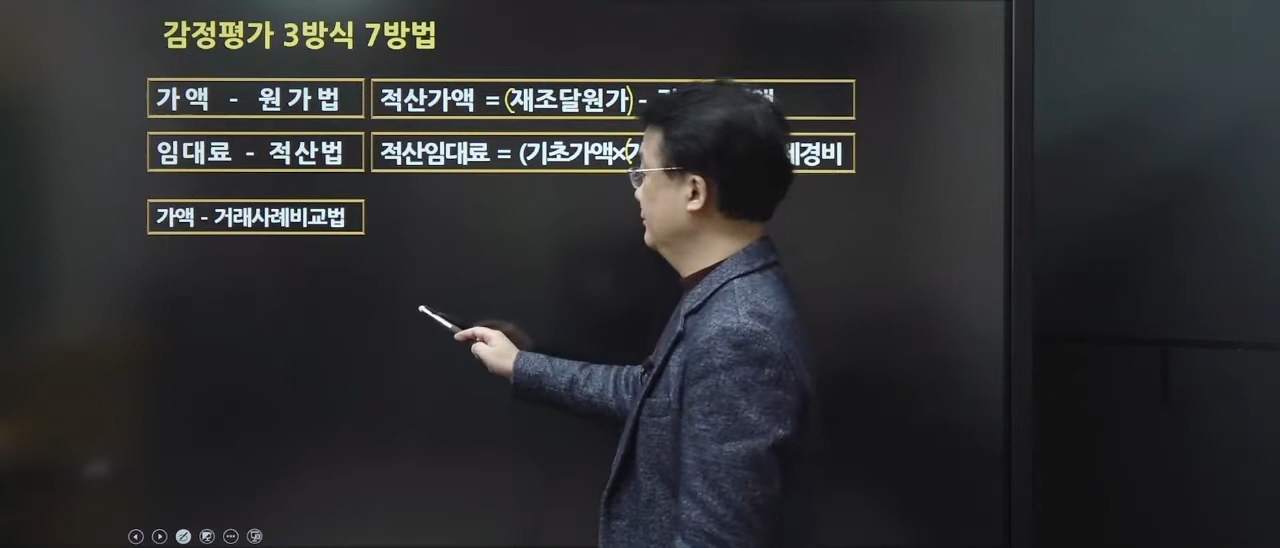 감정평가 3방식 7방법
가액 - 원가법
적산가액 = (재조달원가) -
임대료 - 적산법
적산임대료 = (기초가액×
가액 - 거래사례비교법